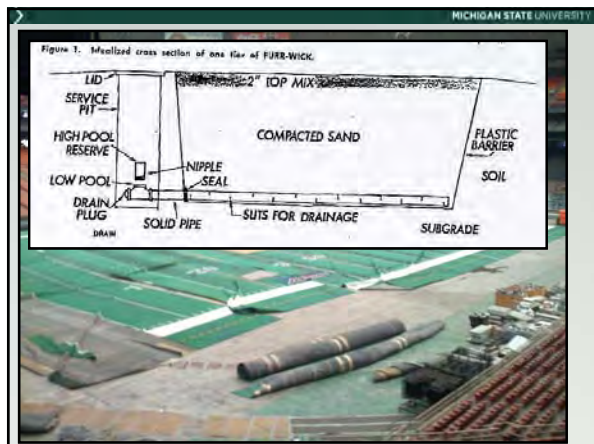 MICHIGAN STATE UNIVERSITY
Figure 1. Idealized cross section of one tier of PURR-WICK.
LID
2" TOP MIX
SERVICE
PIT
COMPACTED SAND
HIGH POOL
RESERVE
NIPPLE
PLASTIC
BARRIER
LOW POOL
SEAL
SOIL
DRAIN
PLUG
SOLID PIPE
SLITS FOR DRAINAGE
SUBGRADE
DRAIN